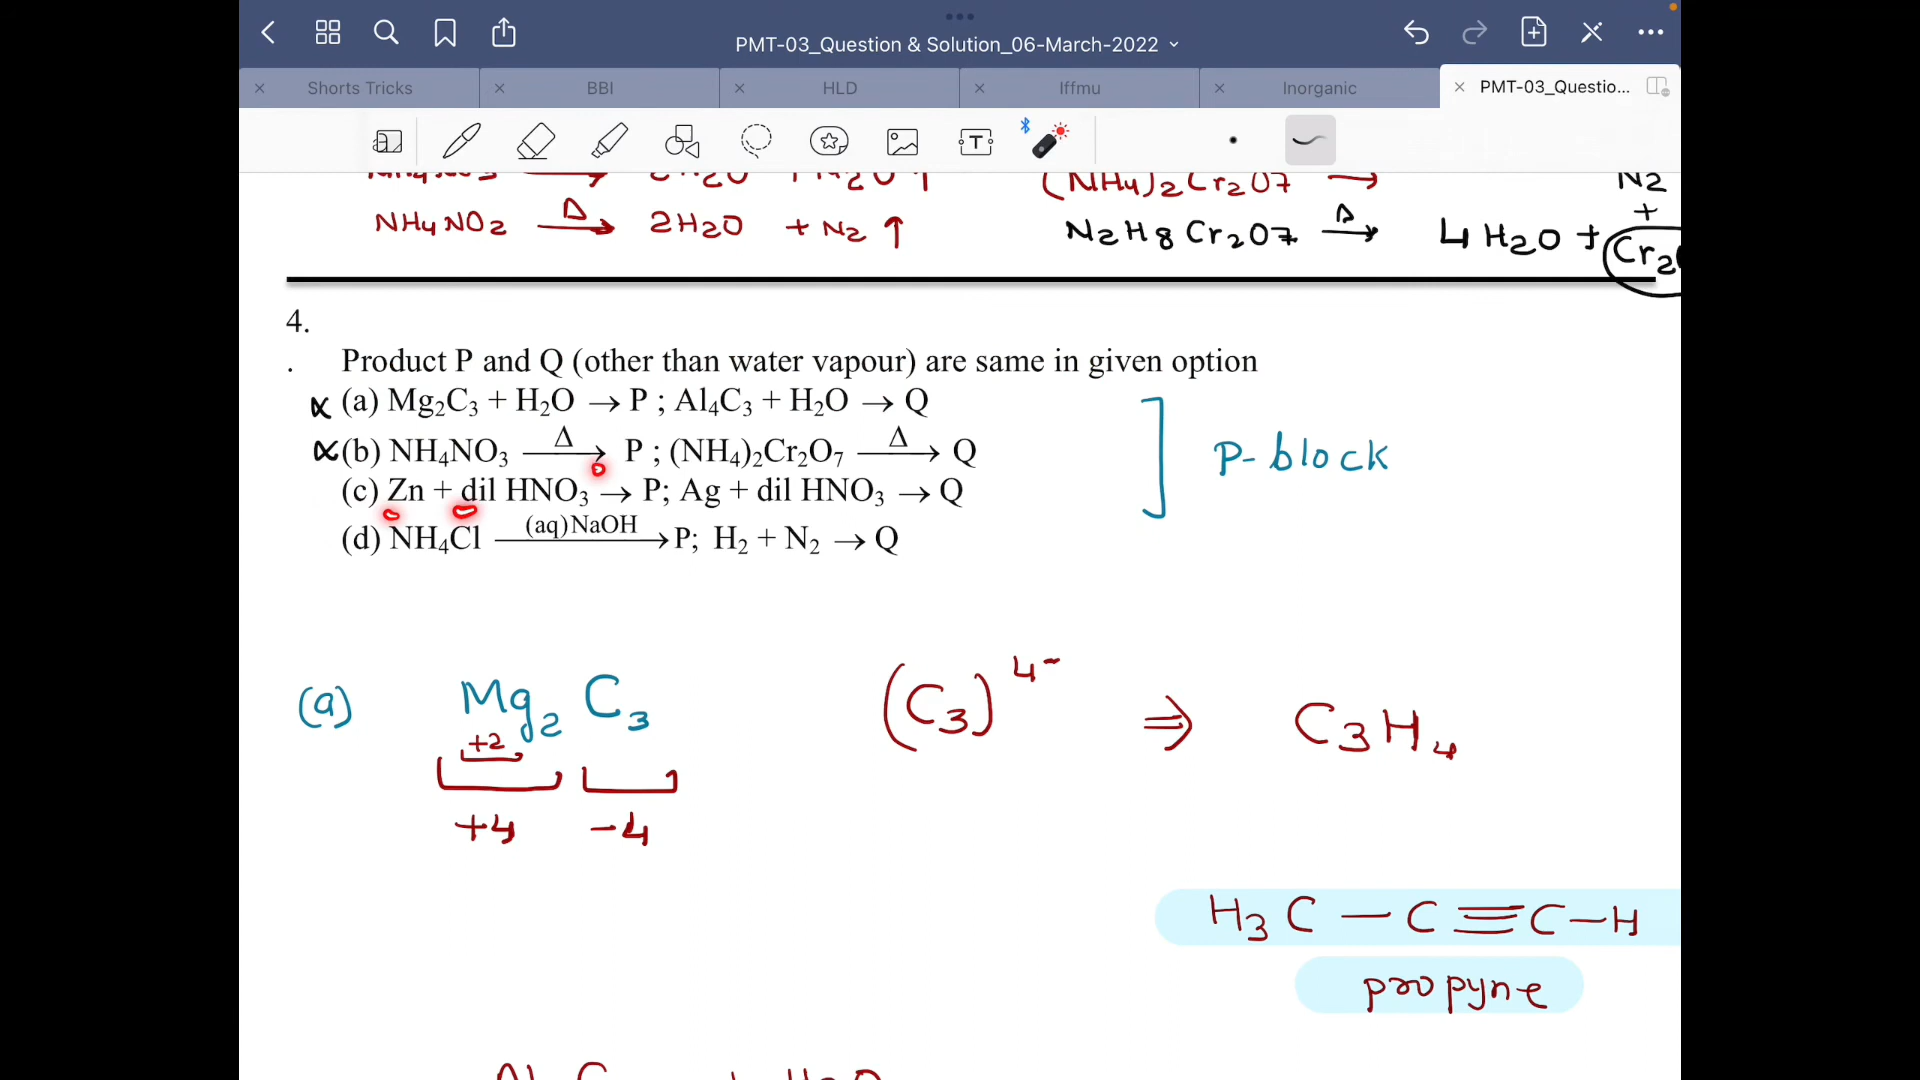 PMT-03_Question & Solution_06-March-2022
Shorts Tricks
BBI
HLD
Iffmu
Inorganic
PMT-03_Questio...
NH4NO2 —Δ→ 2H2O + N2 ↑
(NH4)2Cr2O7 → N2
+
N2H8Cr2O7 —Δ→ 4H2O +
4.
. Product P and Q (other than water vapour) are same in given option
(a) Mg₂C₃ + H₂O → P ; Al₄C₃ + H₂O → Q
(b) NH₄NO₃ —Δ→ P ; (NH₄)₂Cr₂O₇ —Δ→ Q
(c) Zn + dil HNO₃ → P; Ag + dil HNO₃ → Q
(d) NH₄Cl —(aq)NaOH→ P; H₂ + N₂ → Q
P-block
(a) Mg2 C3 (C3)4- ⇒ C3H4
+2
+4 -4
H3C — C ≡ C — H
propyne